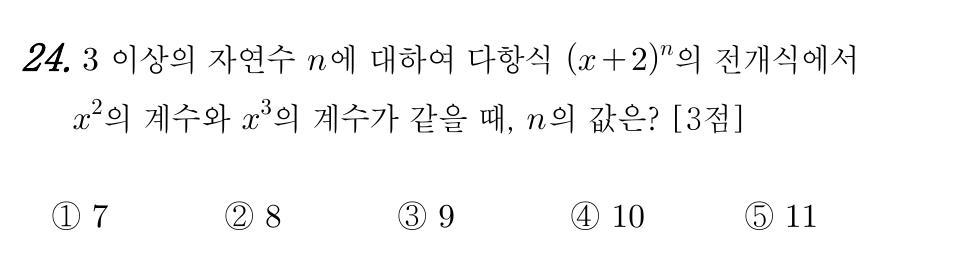 24. 3 이상의 자연수 n에 대하여 다항식 (x+2)ⁿ의 전개식에서
x²의 계수와 x³의 계수가 같을 때, n의 값은? [3점]
① 7 ② 8 ③ 9 ④ 10 ⑤ 11